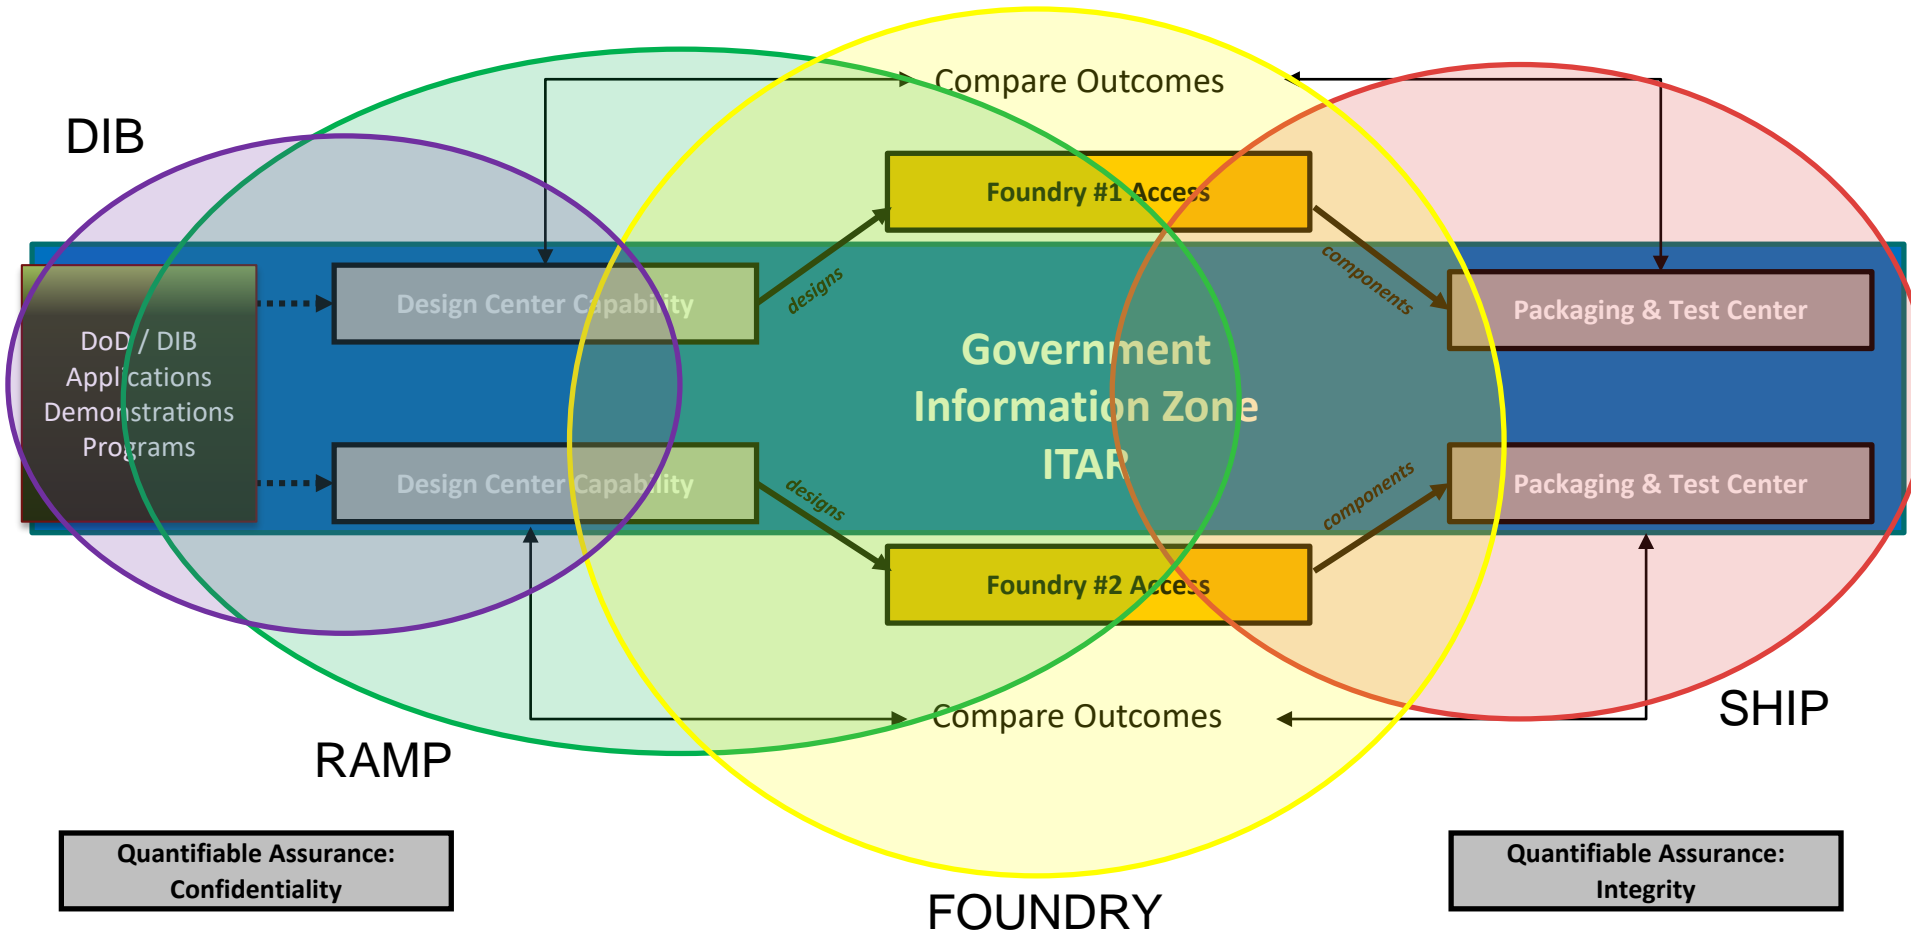 Compare Outcomes
DIB
Foundry #1 Access
designs
components
Design Center Capability
Packaging & Test Center
DoD / DIB
Applications
Demonstrations
Programs
Government
Information Zone
ITAR
Design Center Capability
designs
components
Packaging & Test Center
Foundry #2 Access
Compare Outcomes
SHIP
RAMP
Quantifiable Assurance:
Confidentiality
Quantifiable Assurance:
Integrity
FOUNDRY